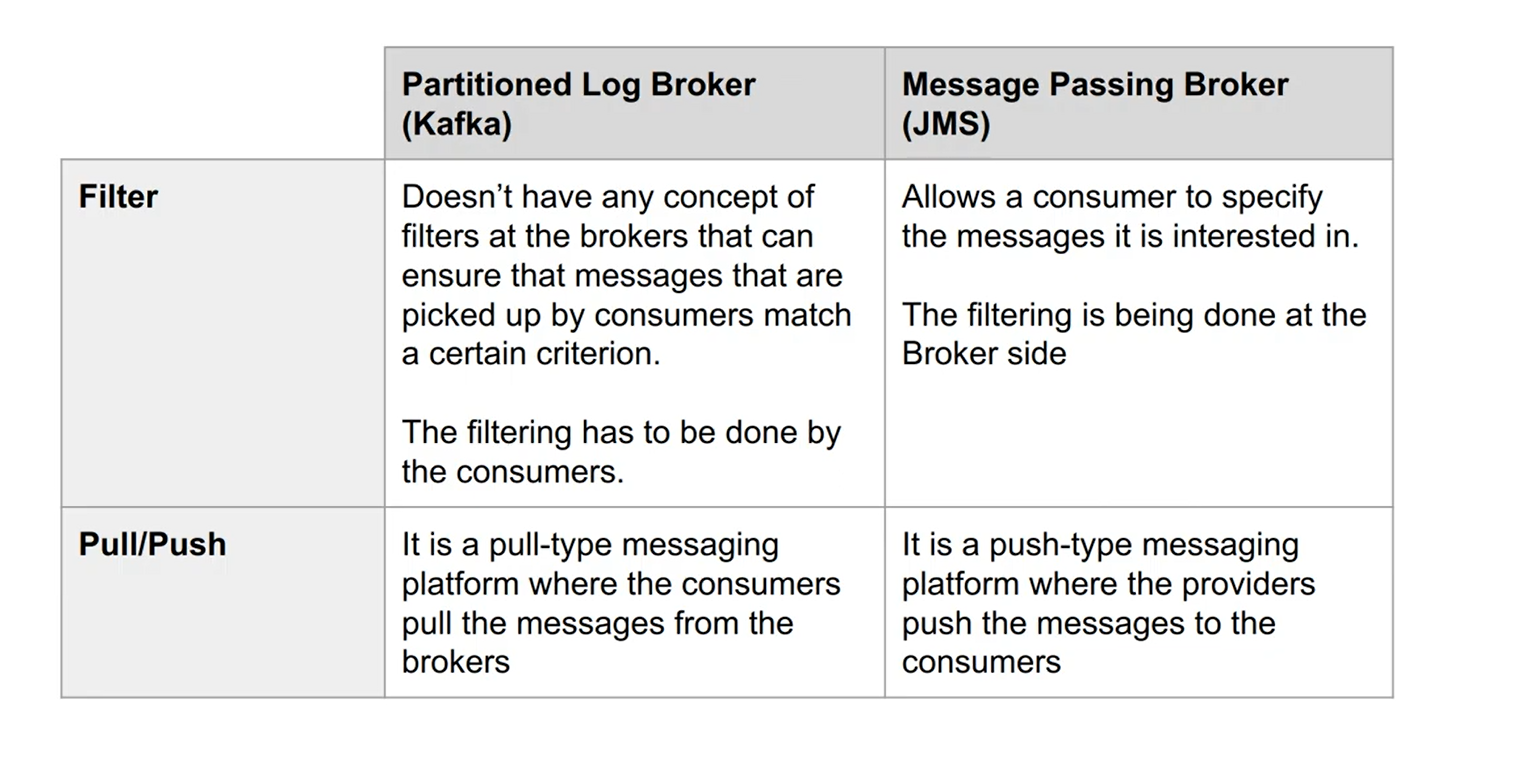 Partitioned Log Broker
(Kafka)
Message Passing Broker
(JMS)
Filter
Doesn’t have any concept of
filters at the brokers that can
ensure that messages that are
picked up by consumers match
a certain criterion.
The filtering has to be done by
the consumers.
Allows a consumer to specify
the messages it is interested in.
The filtering is being done at the
Broker side
Pull/Push
It is a pull-type messaging
platform where the consumers
pull the messages from the
brokers
It is a push-type messaging
platform where the providers
push the messages to the
consumers